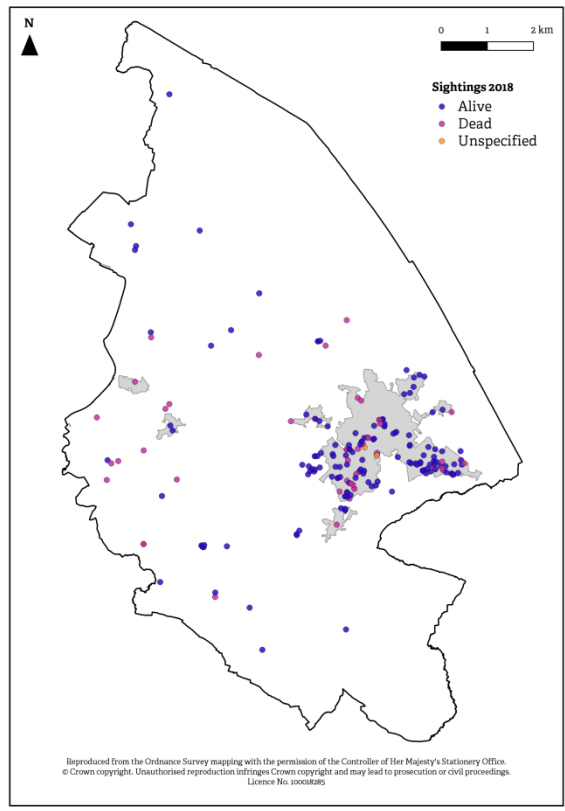 N
0 1 2 km
Sightings 2018
Alive
Dead
Unspecified
Reproduced from the Ordnance Survey mapping with the permission of the Controller of Her Majesty's Stationery Office.
© Crown copyright. Unauthorised reproduction infringes Crown copyright and may lead to prosecution or civil proceedings.
Licence No. 100018285